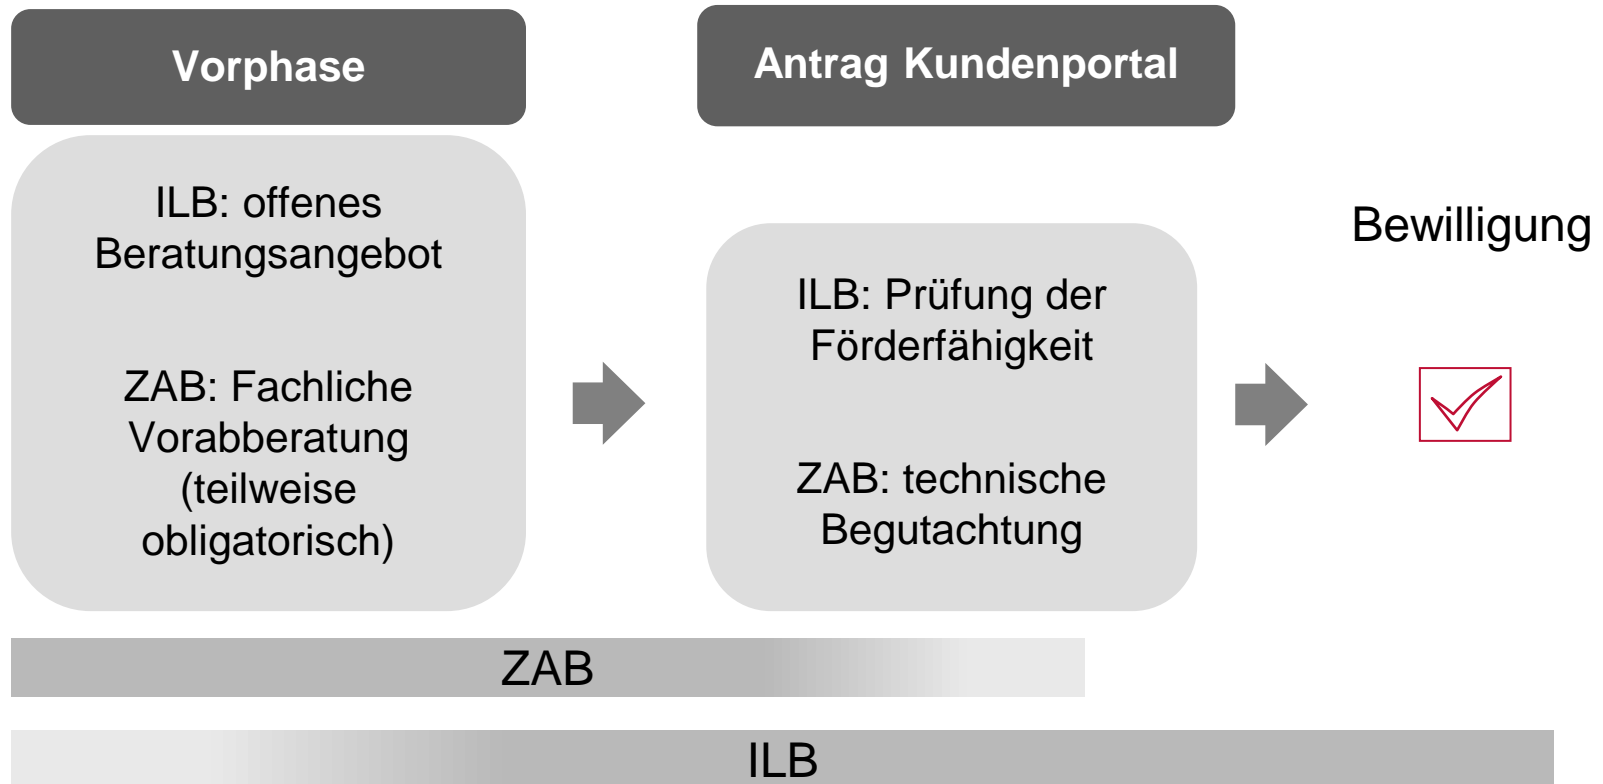 Vorphase
ILB: offenes
Beratungsangebot
ZAB: Fachliche
Vorabberatung
(teilweise
obligatorisch)
Antrag Kundenportal
ILB: Prüfung der
Förderfähigkeit
ZAB: technische
Begutachtung
Bewilligung
ZAB
ILB